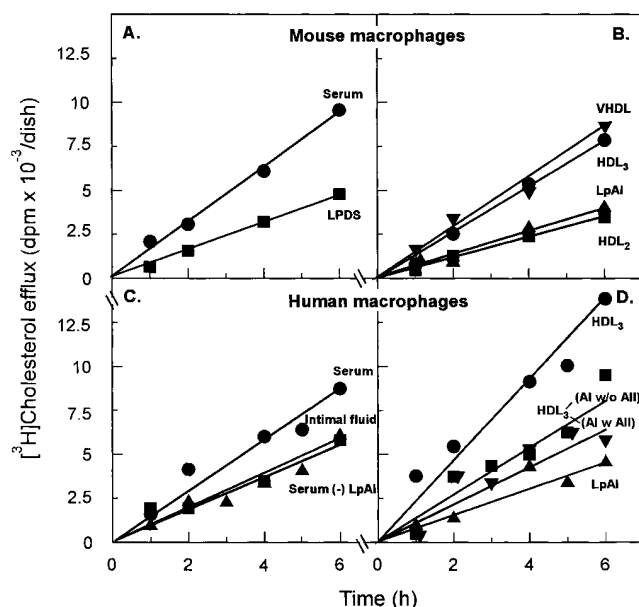 A.
Mouse macrophages
B.
[³H]Cholesterol efflux (dpm x 10⁻³/dish)
12.5
10
7.5
5
2.5
0
Serum
LPDS
VHDL
HDL₃
LpAI
HDL₂
C.
Human macrophages
D.
12.5
10
7.5
5
2.5
0
Serum
Intimal fluid
Serum (-) LpAi
HDL₃
HDL₃ (AI w/o AII)
(AI w AII)
LpAI
0 2 4 6 0 2 4 6
Time (h)